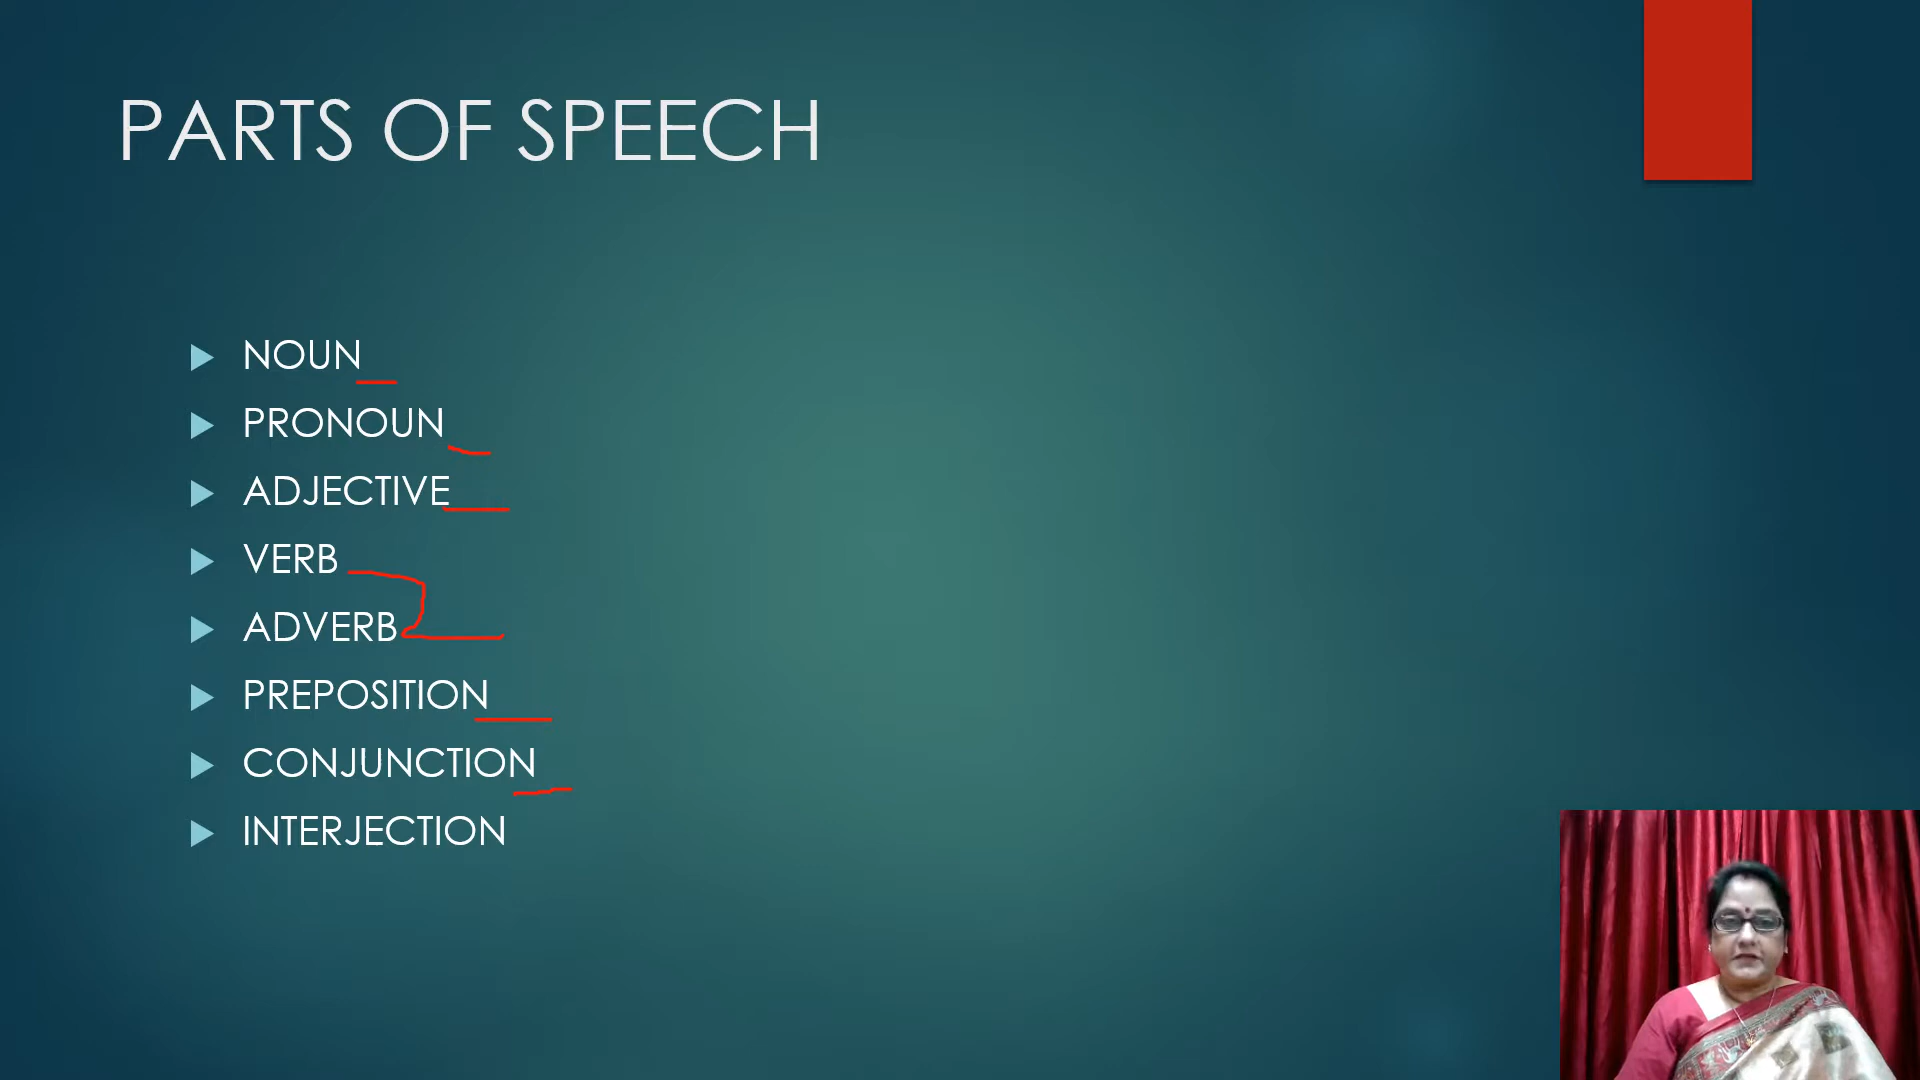 PARTS OF SPEECH
NOUN
PRONOUN
ADJECTIVE
VERB
ADVERB
PREPOSITION
CONJUNCTION
INTERJECTION